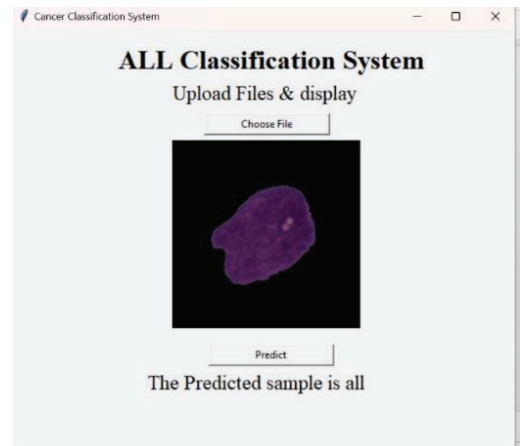 Cancer Classification System
ALL Classification System
Upload Files & display
Choose File
Predict
The Predicted sample is all